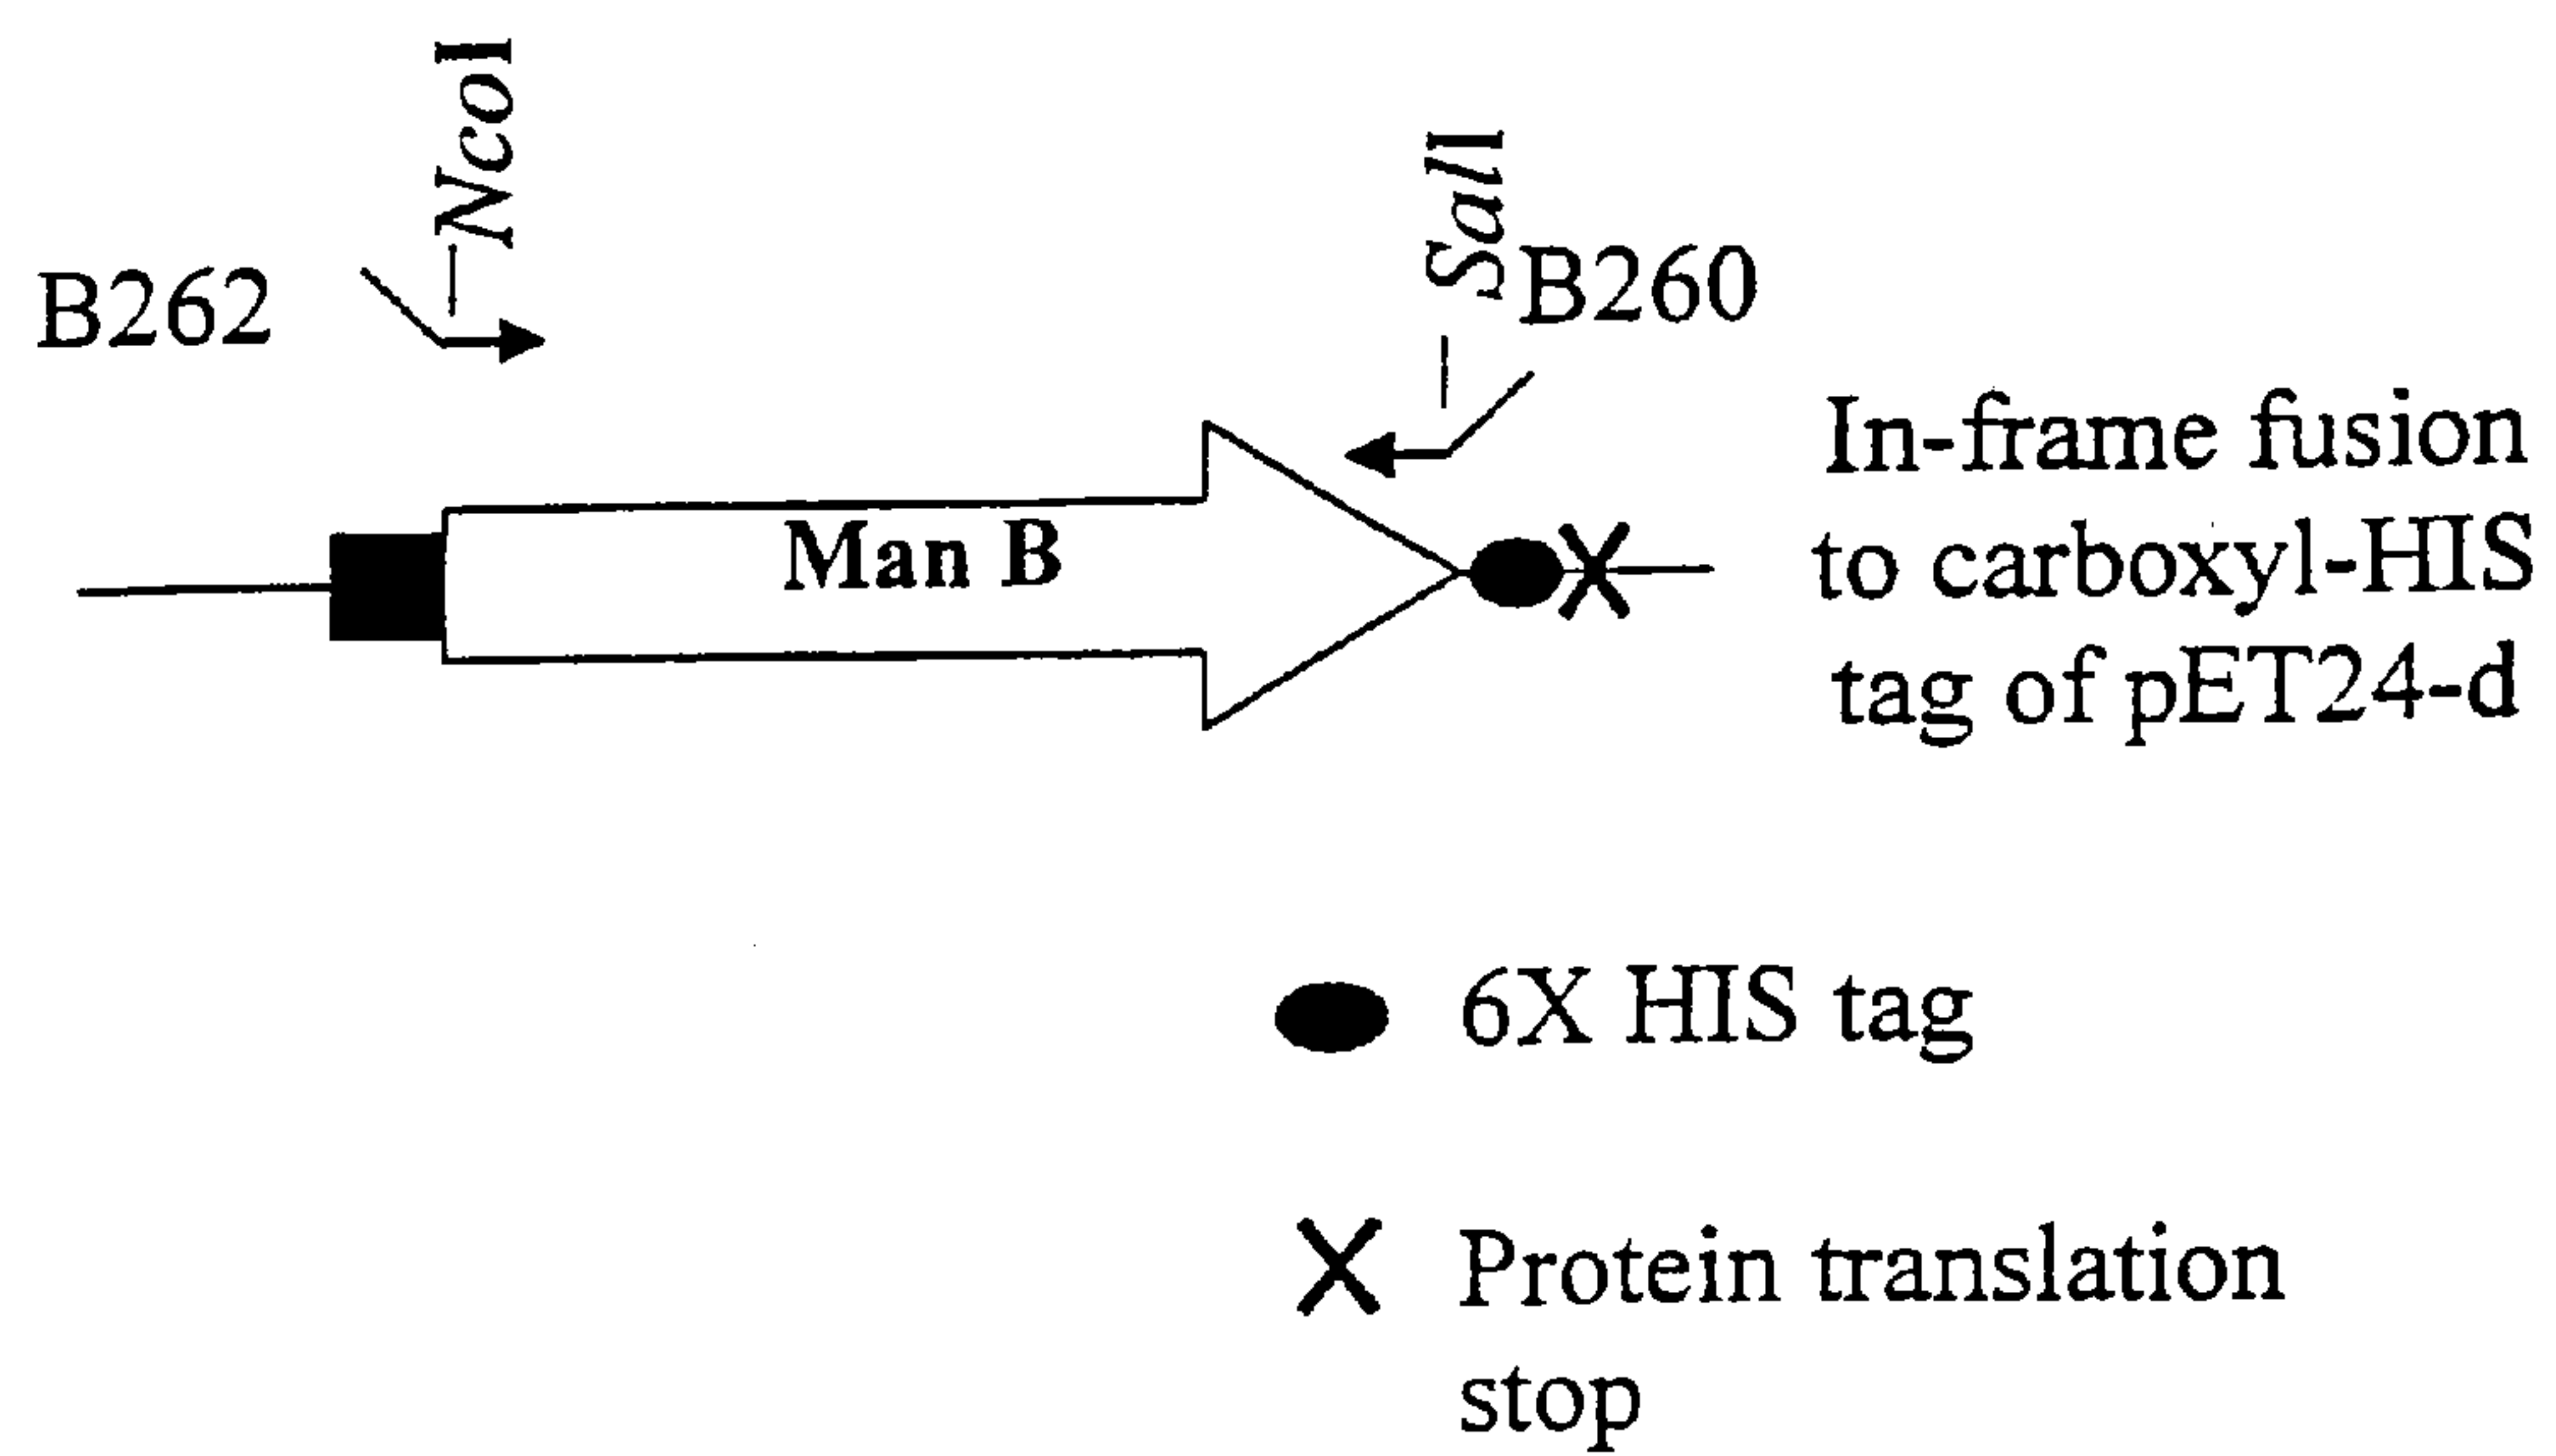 NcoI
SalI
B262
B260
Man B
In-frame fusion
to carboxyl-HIS
tag of pET24-d
6X HIS tag
Protein translation
stop